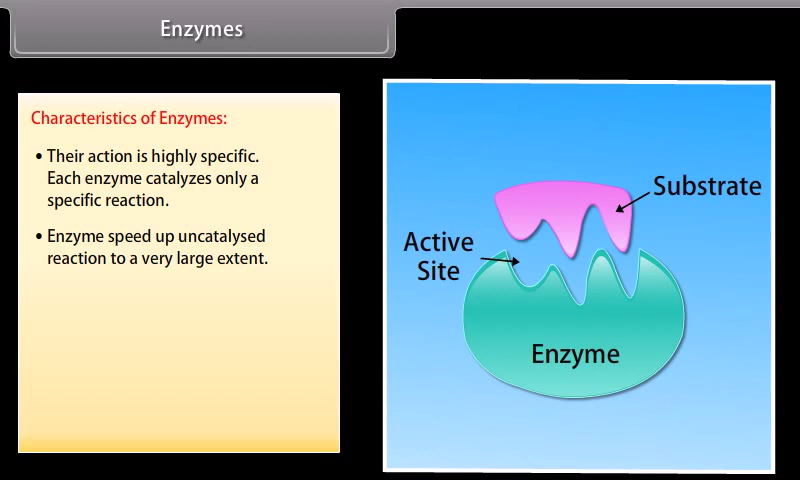 Enzymes
Characteristics of Enzymes:
• Their action is highly specific.
Each enzyme catalyzes only a
specific reaction.
• Enzyme speed up uncatalysed
reaction to a very large extent.
Substrate
Active
Site
Enzyme